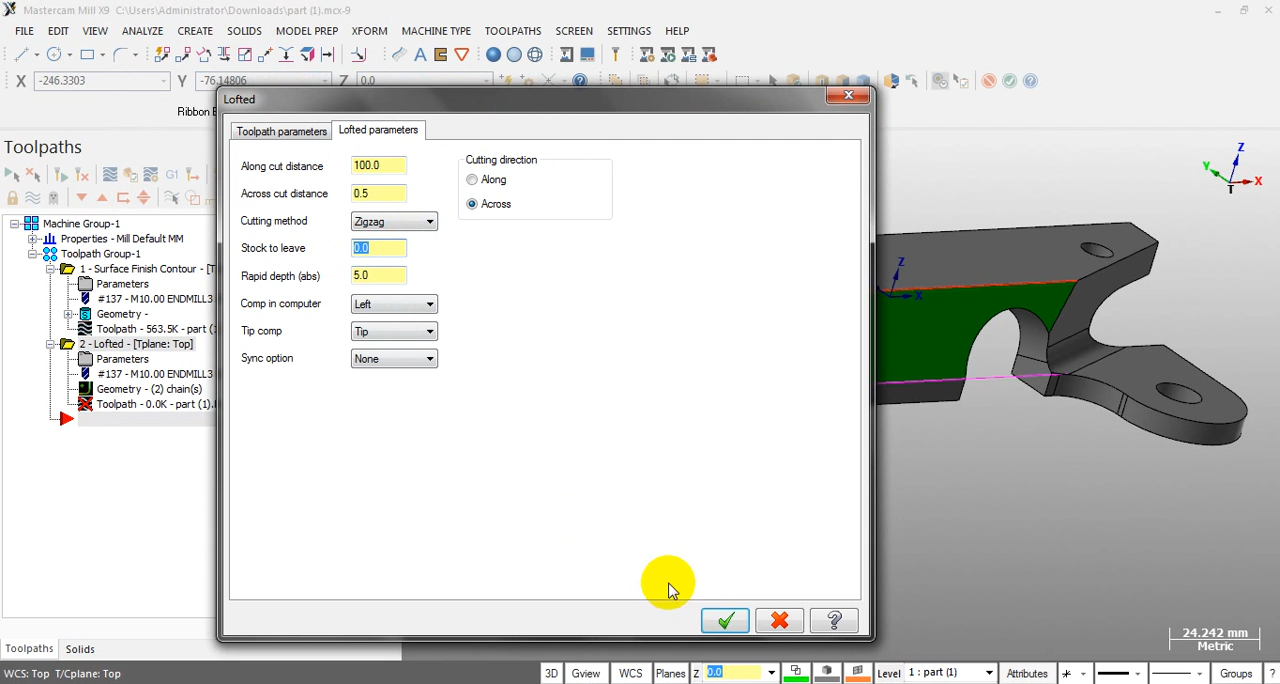 Mastercam Mill X9 C:\Users\Administrator\Downloads\part (1).mcx-9
FILE EDIT VIEW ANALYZE CREATE SOLIDS MODEL PREP XFORM MACHINE TYPE TOOLPATHS SCREEN SETTINGS HELP
X -246.3303 Y -76.14806 Z 0.0
Ribbon B
Toolpaths
G1
Machine Group-1
Properties - Mill Default MM
Toolpath Group-1
1 - Surface Finish Contour - [T
Parameters
#137 - M10.00 ENDMILL3
Geometry -
Toolpath - 563.5K - part (1
2 - Lofted - [Tplane: Top]
Parameters
#137 - M10.00 ENDMILL3
Geometry - (2) chain(s)
Toolpath - 0.0K - part (1).
Toolpaths Solids
Lofted
Toolpath parameters Lofted parameters
Along cut distance 100.0
Across cut distance 0.5
Cutting method Zigzag
Stock to leave 0.0
Rapid depth (abs) 5.0
Comp in computer Left
Tip comp Tip
Sync option None
Cutting direction
Along
Across
Z
Y
X
T
Z
X
24.242 mm
Metric
WCS: Top T/Cplane: Top 3D Gview WCS Planes Z 0.0 Level 1 : part (1) Attributes Groups ?